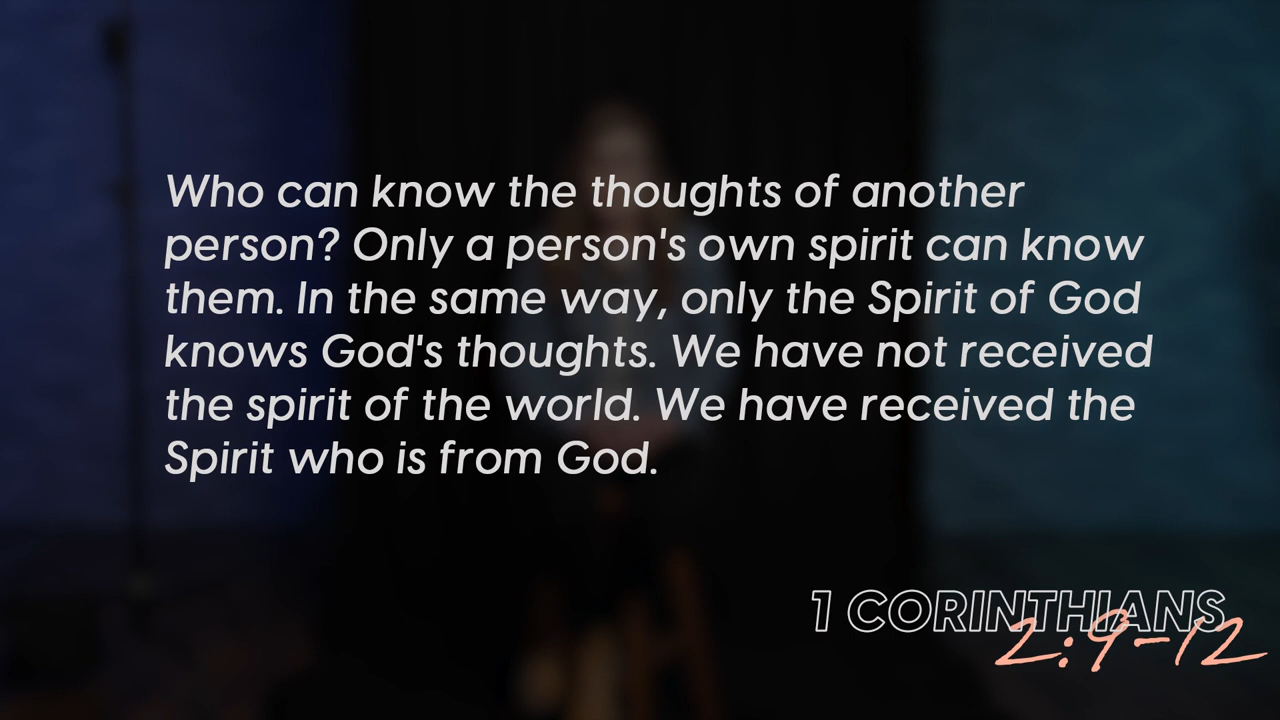 Who can know the thoughts of another
person? Only a person's own spirit can know
them. In the same way, only the Spirit of God
knows God's thoughts. We have not received
the spirit of the world. We have received the
Spirit who is from God.
1 CORINTHIANS
2:9-12